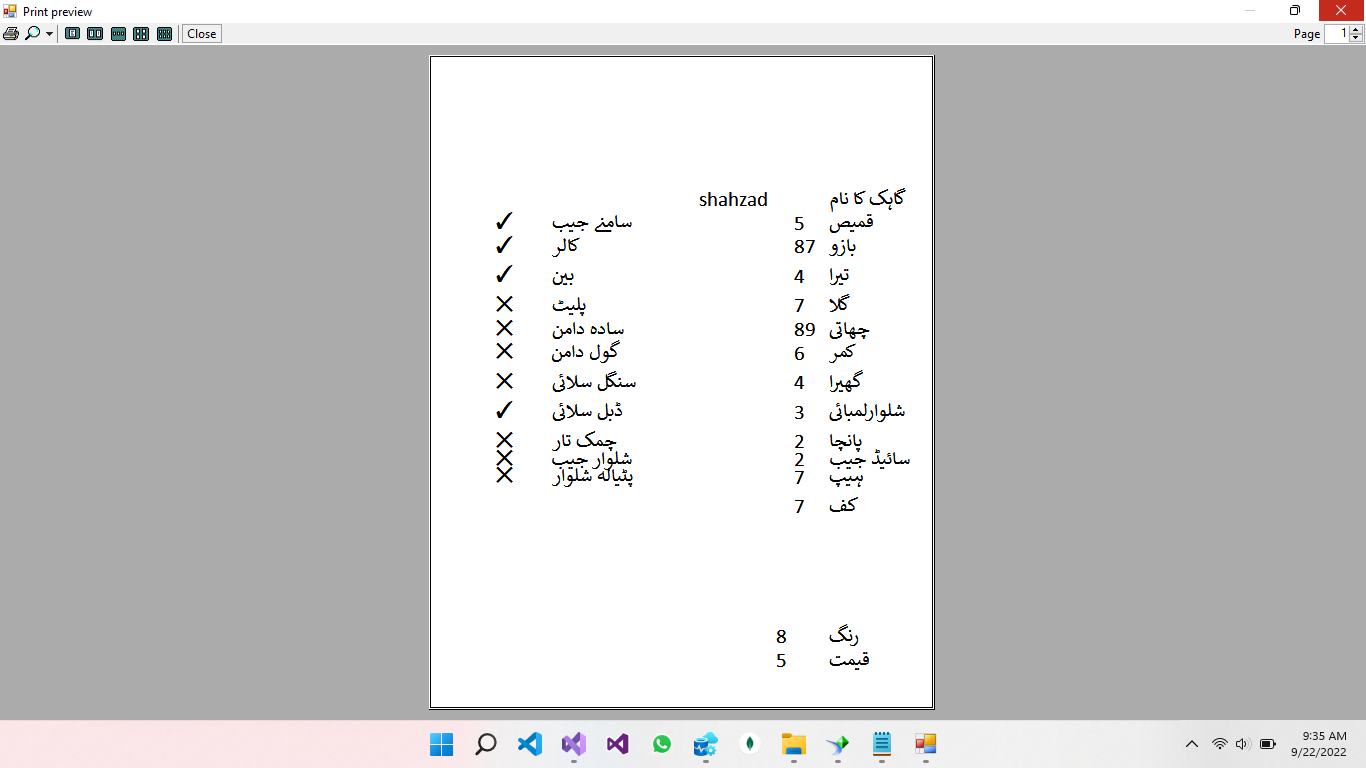 Print preview
Close
Page 1
گاہک کا نام shahzad
قمیص 5 سامنے جیب ✓
بازو 87 کالر ✓
تیرا 4 بین ✓
گلا 7 پلیٹ ×
چھاتی 89 سادہ دامن ×
کمر 6 گول دامن ×
گھیرا 4 سنگل سلائی ×
شلوارلمبائی 3 ڈبل سلائی ✓
پانچا 2 چمک تار ×
سائیڈ جیب 2 شلوار جیب ×
ہیپ 7 پٹیالہ شلوار ×
کف 7
رنگ 8
قیمت 5
9:35 AM
9/22/2022